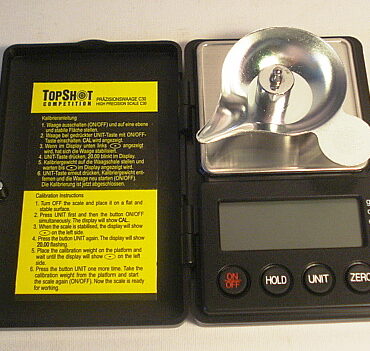 TOPSHOT
COMPETITION
PRÄZISIONSWAAGE C30
HIGH PRECISION SCALE C30
Kalibrieranleitung
1. Waage ausschalten (ON/OFF) und auf eine ebene
und stabile Fläche stellen.
2. Waage bei gedrückter UNIT-Taste mit ON/OFF-
Taste einschalten. CAL wird angezeigt.
3. Wenn im Display unten links angezeigt
wird, hat sich die Waage stabilisiert.
4. UNIT-Taste drücken, 20.00 blinkt im Display.
5. Kalibriergewicht auf die Waagschale stellen und
warten bis im Display angezeigt wird.
6. UNIT-Taste erneut drücken, Kalibriergewicht ent-
fernen und die Waage neu starten (ON/OFF).
Die Kalibrierung ist jetzt abgeschlossen.
Calibration Instructions
1. Turn OFF the scale and place it on a flat and
stable surface.
2. Press UNIT first and then the button ON/OFF
simultaneously. The display will show CAL.
3. When the scale is stabilised, the display will show
on the left side.
4. Press the button UNIT again. The display will show
20.00 flashing.
5. Place the calibration weight on the platform and
wait until the display will show on the left
side.
6. Press the button UNIT one more time. Take the
calibration weight from the platform and start
the scale again (ON/OFF). Now the scale is ready
for working.
ON
OFF
HOLD
UNIT
ZERO